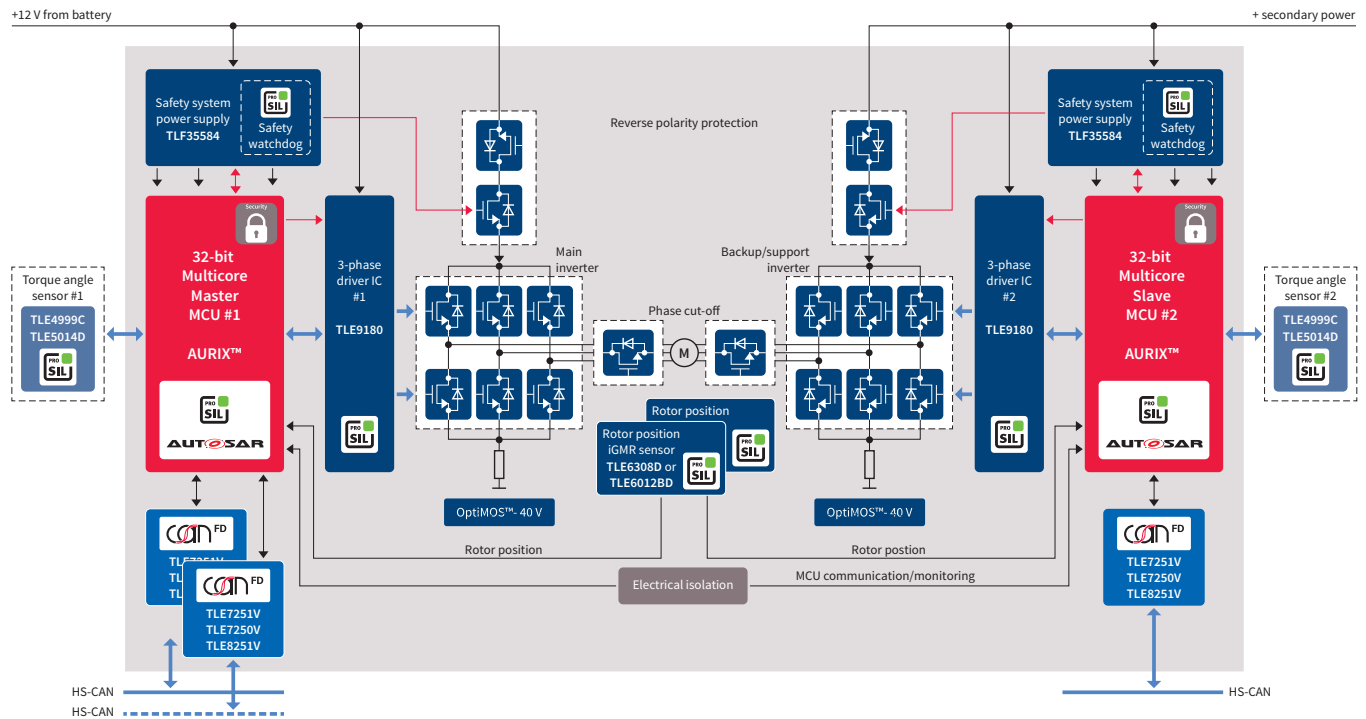 +12 V from battery
+ secondary power
Safety system
power supply
TLF35584
PRO
SIL
Safety
watchdog
Reverse polarity protection
Safety system
power supply
TLF35584
PRO
SIL
Safety
watchdog
Security
32-bit
Multicore
Master
MCU #1
AURIX™
PRO
SIL
AUTOSAR
3-phase
driver IC
#1
TLE9180
PRO
SIL
Main
inverter
Backup/support
inverter
Phase cut-off
M
3-phase
driver IC
#2
TLE9180
PRO
SIL
Security
32-bit
Multicore
Slave
MCU #2
AURIX™
PRO
SIL
AUTOSAR
Torque angle
sensor #1
TLE4999C
TLE5014D
PRO
SIL
Torque angle
sensor #2
TLE4999C
TLE5014D
PRO
SIL
Rotor position
PRO
SIL
Rotor position
iGMR sensor
TLE6308D or
TLE6012BD
PRO
SIL
OptiMOS™- 40 V
OptiMOS™- 40 V
Rotor position
Rotor postion
Electrical isolation
MCU communication/monitoring
CAN FD
TLE7251V
TL
TL
CAN FD
TLE7251V
TLE7250V
TLE8251V
CAN FD
TLE7251V
TLE7250V
TLE8251V
HS-CAN
HS-CAN
HS-CAN